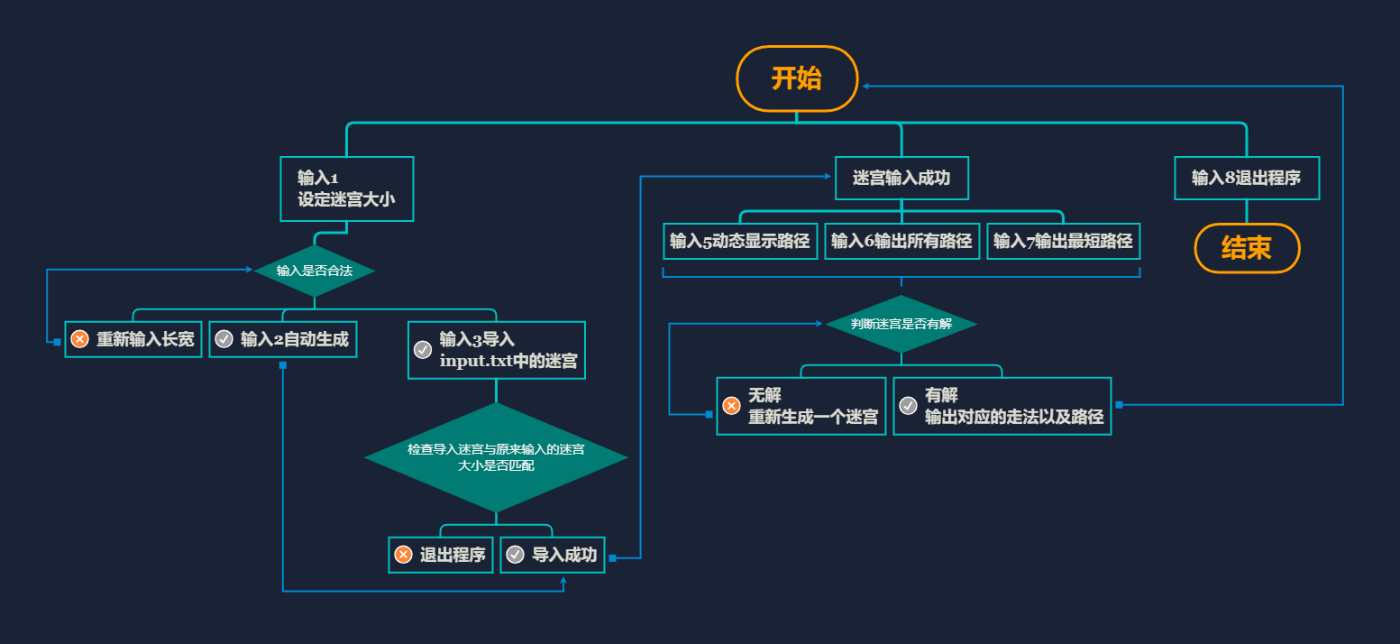 开始
输入1
设定迷宫大小
迷宫输入成功
输入8退出程序
输入5动态显示路径
输入6输出所有路径
输入7输出最短路径
结束
输入是否合法
重新输入长宽
输入2自动生成
输入3导入
input.txt中的迷宫
判断迷宫是否有解
无解
重新生成一个迷宫
有解
输出对应的走法以及路径
检查导入迷宫与原来输入的迷宫
大小是否匹配
退出程序
导入成功